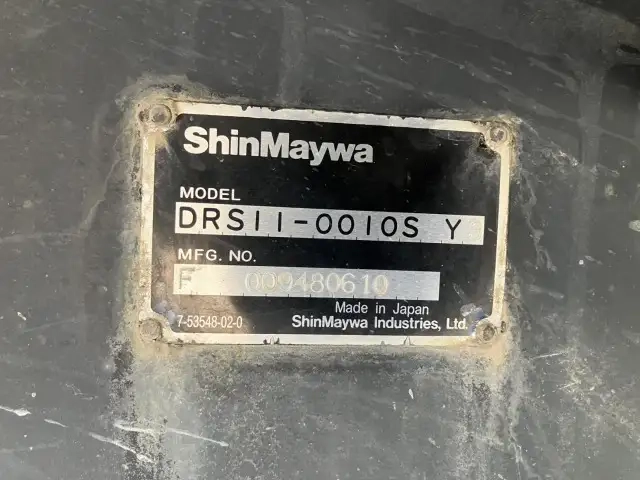 ShinMaywa
MODEL
DRS11-0010S Y
MFG. NO.
F 009480610
Made in Japan
7-53548-02-0 ShinMaywa Industries, Ltd.